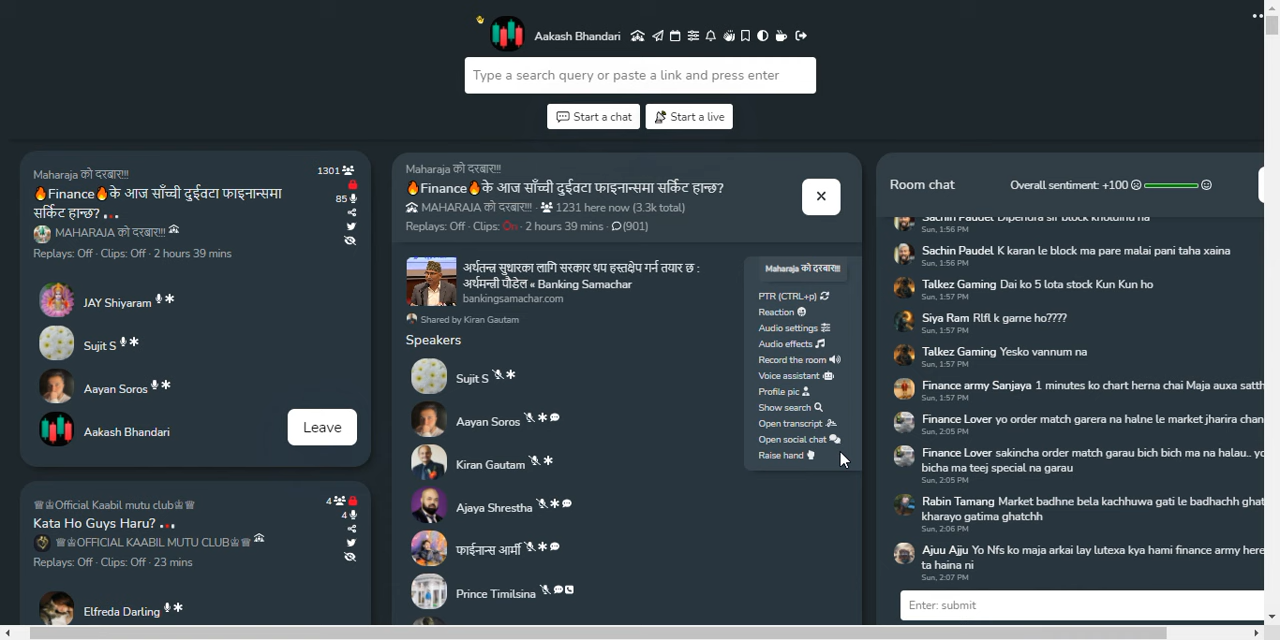 Aakash Bhandari
Type a search query or paste a link and press enter
Start a chat
Start a live
Maharaja को दरबार!!!
🔥Finance🔥के आज साँच्ची दुईवटा फाइनान्समा
सर्किट हान्छ?
MAHARAJA को दरबार!!!
Replays: Off · Clips: Off · 2 hours 39 mins
1301
85
JAY Shiyaram
Sujit S
Aayan Soros
Aakash Bhandari
Leave
♕♔Official Kaabil mutu club♔♕
Kata Ho Guys Haru?
♕♔OFFICIAL KAABIL MUTU CLUB♔♕
Replays: Off · Clips: Off · 23 mins
4
4
Elfreda Darling
Maharaja को दरबार!!!
🔥Finance🔥के आज साँच्ची दुईवटा फाइनान्समा सर्किट हान्छ?
MAHARAJA को दरबार!!! · 1231 here now (3.3k total)
Replays: Off · Clips: On · 2 hours 39 mins · (901)
अर्थतन्त्र सुधारका लागि सरकार थप हस्तक्षेप गर्न तयार छ :
अर्थमन्त्री पौडेल « Banking Samachar
bankingsamachar.com
Shared by Kiran Gautam
Speakers
Sujit S
Aayan Soros
Kiran Gautam
Ajaya Shrestha
फाईनान्स आर्मी
Prince Timilsina
Maharaja को दरबार!!!
PTR (CTRL+p)
Reaction
Audio settings
Audio effects
Record the room
Voice assistant
Profile pic
Show search
Open transcript
Open social chat
Raise hand
Room chat
Overall sentiment: +100
Sachin Paudel Dipendra sir block kholdinu na
Sun, 1:56 PM
Sachin Paudel K karan le block ma pare malai pani taha xaina
Sun, 1:56 PM
Talkez Gaming Dai ko 5 lota stock Kun Kun ho
Sun, 1:57 PM
Siya Ram Rlfl k garne ho????
Sun, 1:57 PM
Talkez Gaming Yesko vannum na
Sun, 1:57 PM
Finance army Sanjaya 1 minutes ko chart herna chai Maja auxa satth
Sun, 1:57 PM
Finance Lover yo order match garera na halne le market jharira chan
Sun, 2:05 PM
Finance Lover sakincha order match garau bich bich ma na halau.. yo
bicha ma teej special na garau
Sun, 2:05 PM
Rabin Tamang Market badhne bela kachhuwa gati le badhachh ghat
kharayo gatima ghatchh
Sun, 2:06 PM
Ajuu Ajju Yo Nfs ko maja arkai lay lutexa kya hami finance army here
ta haina ni
Sun, 2:07 PM
Enter: submit